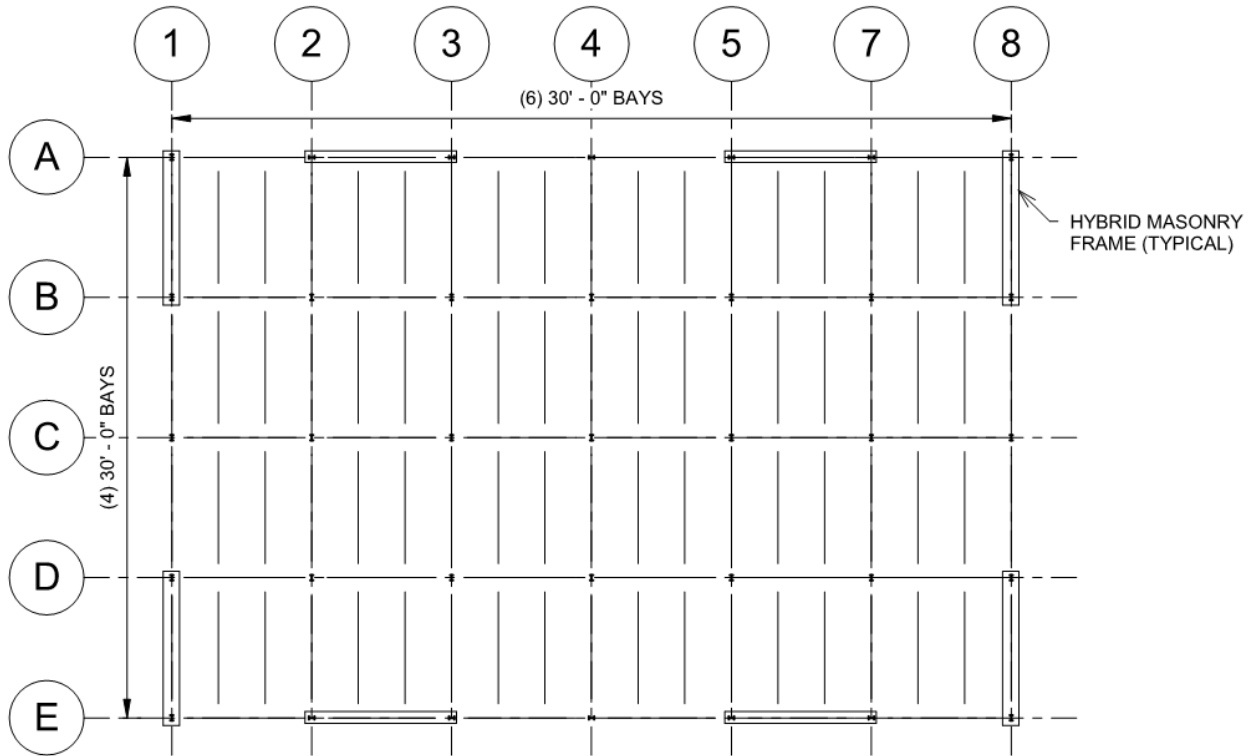 1 2 3 4 5 7 8
(6) 30' - 0" BAYS
A
HYBRID MASONRY
FRAME (TYPICAL)
B
(4) 30' - 0" BAYS
C
D
E